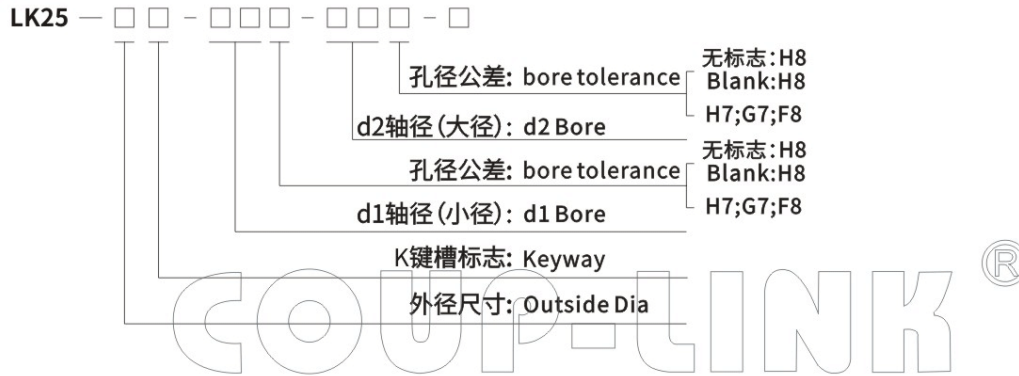 LK25 — □ □ - □ □ □ - □ □ □ - □
孔径公差: bore tolerance
无标志:H8
Blank:H8
H7;G7;F8
d2轴径(大径): d2 Bore
孔径公差: bore tolerance
无标志:H8
Blank:H8
H7;G7;F8
d1轴径(小径): d1 Bore
K键槽标志: Keyway
外径尺寸: Outside Dia
COUP-LINK®